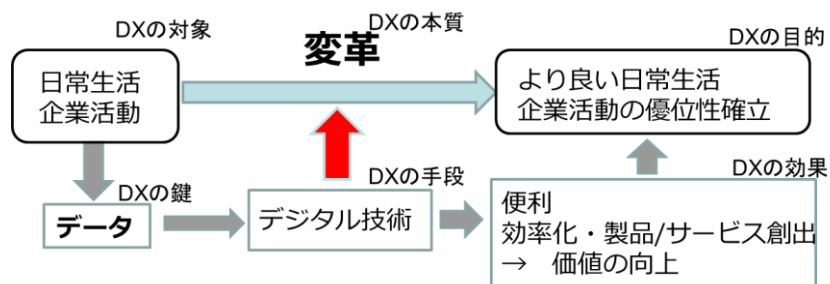 DXの対象
DXの本質
変革
DXの目的
日常生活
企業活動
より良い日常生活
企業活動の優位性確立
DXの鍵
DXの手段
DXの効果
データ
デジタル技術
便利
効率化・製品/サービス創出
→ 価値の向上